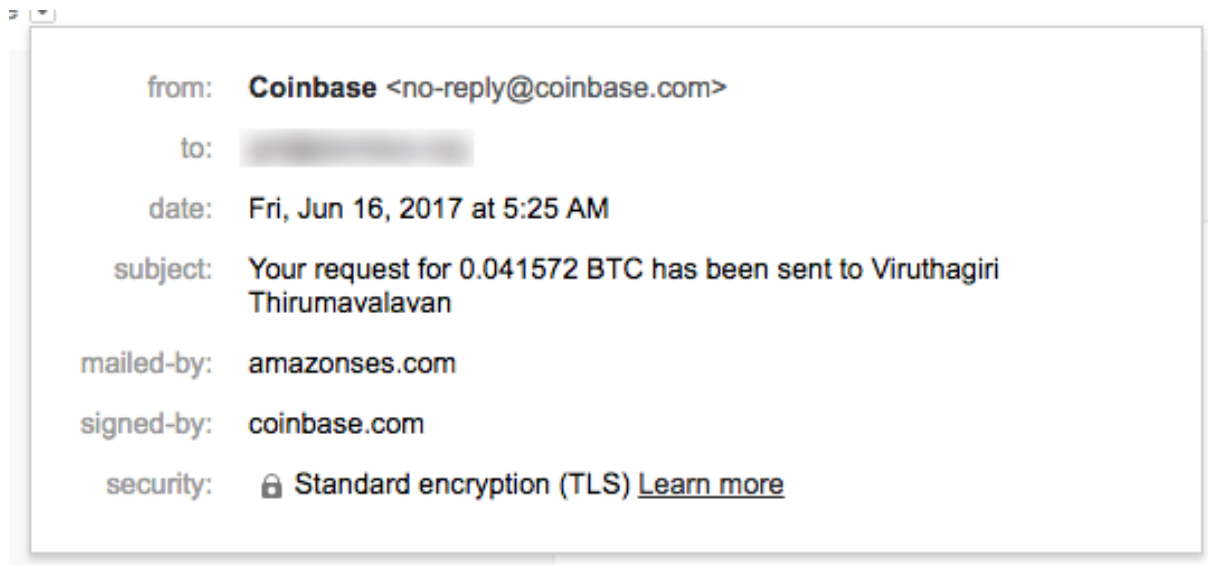 from: Coinbase <no-reply@coinbase.com>
to:
date: Fri, Jun 16, 2017 at 5:25 AM
subject: Your request for 0.041572 BTC has been sent to Viruthagiri
Thirumavalavan
mailed-by: amazonses.com
signed-by: coinbase.com
security: Standard encryption (TLS) Learn more